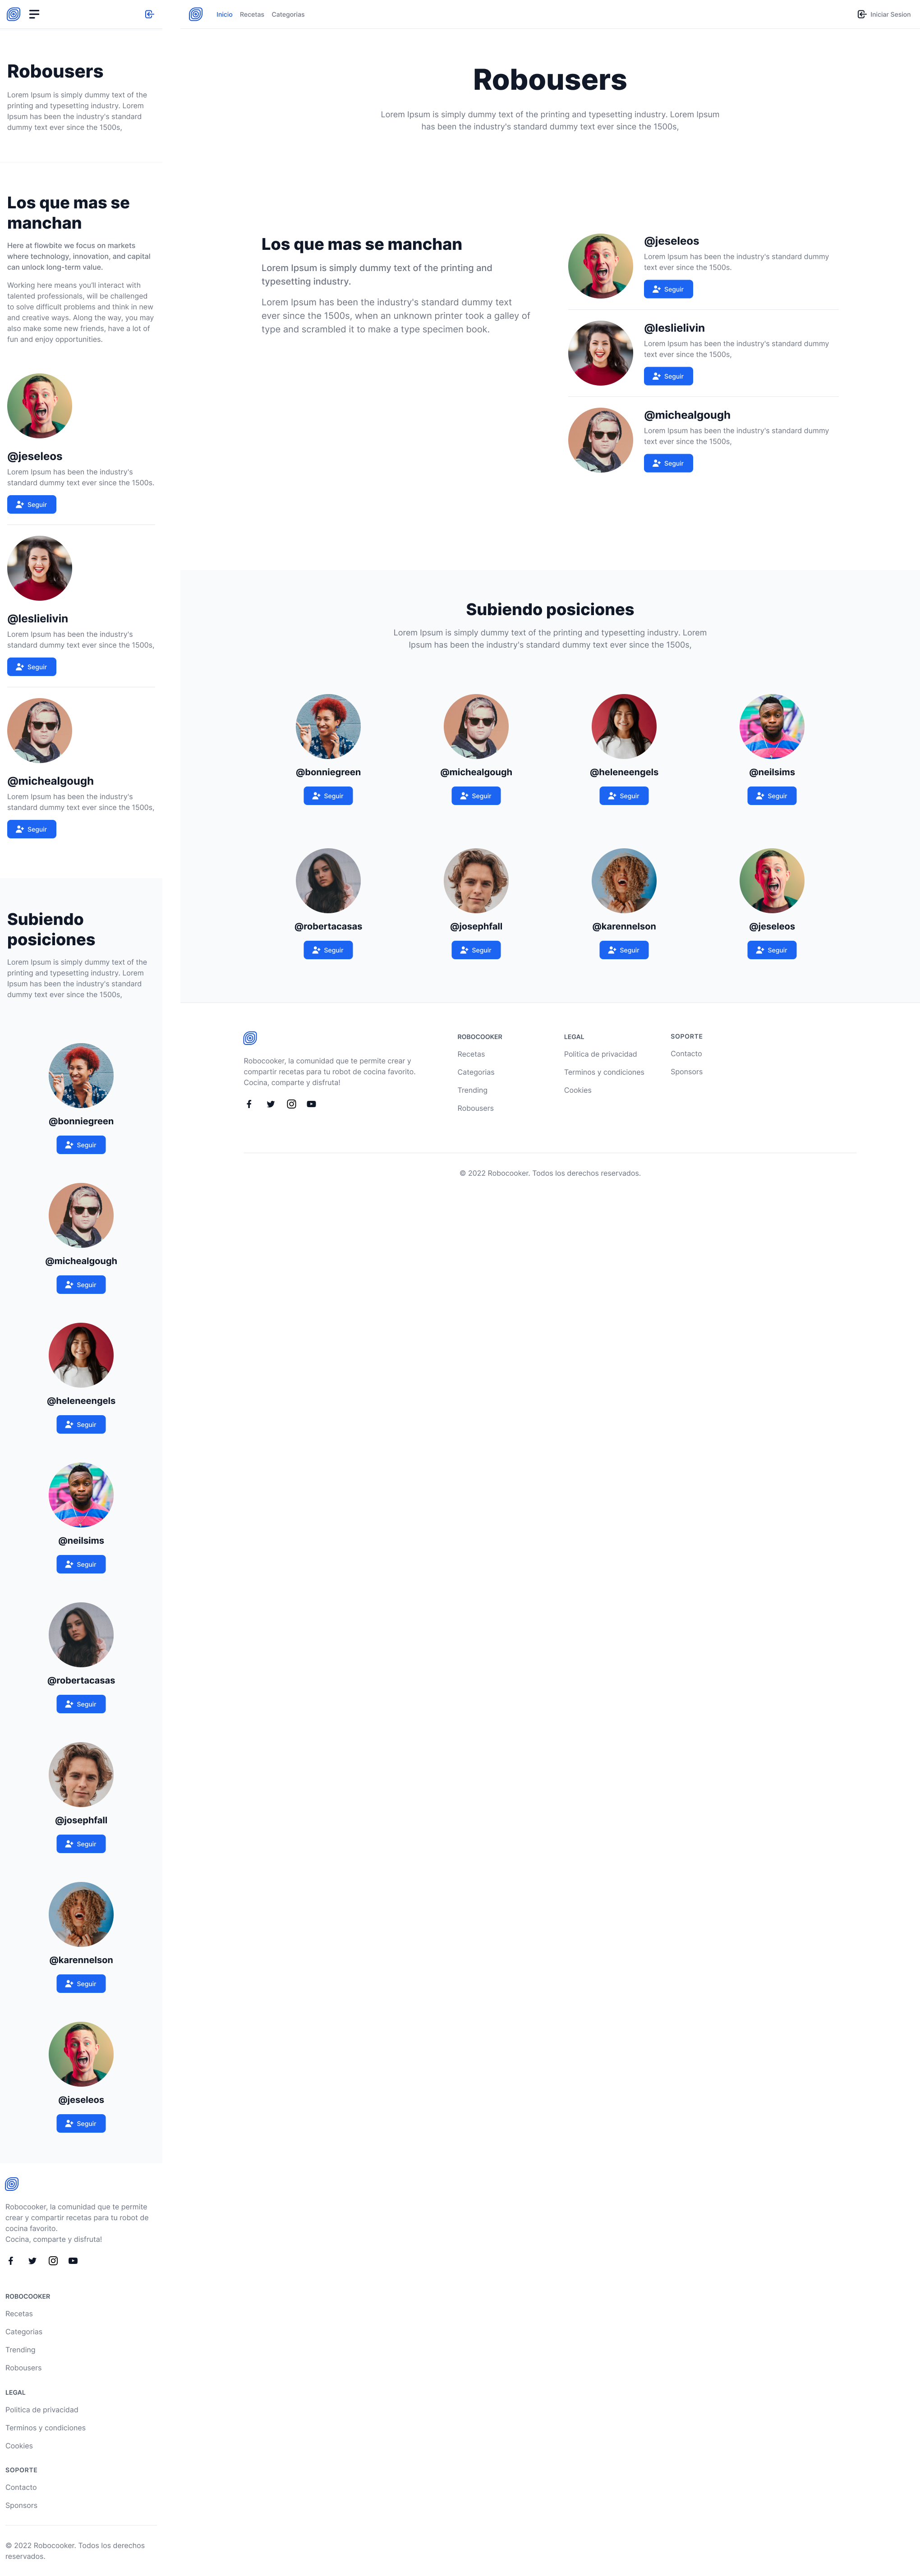 Robousers
Lorem Ipsum is simply dummy text of the
printing and typesetting industry. Lorem
Ipsum has been the industry's standard
dummy text ever since the 1500s,
Los que mas se
manchan
Here at flowbite we focus on markets
where technology, innovation, and capital
can unlock long-term value.
Working here means you'll interact with
talented professionals, will be challenged
to solve difficult problems and think in new
and creative ways. Along the way, you may
also make some new friends, have a lot of
fun and enjoy opportunities.
@jeseleos
Lorem Ipsum has been the industry's
standard dummy text ever since the 1500s.
Seguir
@leslielivin
Lorem Ipsum has been the industry's
standard dummy text ever since the 1500s,
Seguir
@michealgough
Lorem Ipsum has been the industry's
standard dummy text ever since the 1500s,
Seguir
Subiendo
posiciones
Lorem Ipsum is simply dummy text of the
printing and typesetting industry. Lorem
Ipsum has been the industry's standard
dummy text ever since the 1500s,
@bonniegreen
Seguir
@michealgough
Seguir
@heleneengels
Seguir
@neilsims
Seguir
@robertacasas
Seguir
@josephfall
Seguir
@karennelson
Seguir
@jeseleos
Seguir
Robocooker, la comunidad que te permite
crear y compartir recetas para tu robot de
cocina favorito.
Cocina, comparte y disfruta!
ROBOCOOKER
Recetas
Categorias
Trending
Robousers
LEGAL
Politica de privacidad
Terminos y condiciones
Cookies
SOPORTE
Contacto
Sponsors
© 2022 Robocooker. Todos los derechos
reservados.
Inicio Recetas Categorias Iniciar Sesion
Robousers
Lorem Ipsum is simply dummy text of the printing and typesetting industry. Lorem Ipsum
has been the industry's standard dummy text ever since the 1500s,
Los que mas se manchan
Lorem Ipsum is simply dummy text of the printing and
typesetting industry.
Lorem Ipsum has been the industry's standard dummy text
ever since the 1500s, when an unknown printer took a galley of
type and scrambled it to make a type specimen book.
@jeseleos
Lorem Ipsum has been the industry's standard dummy
text ever since the 1500s.
Seguir
@leslielivin
Lorem Ipsum has been the industry's standard dummy
text ever since the 1500s,
Seguir
@michealgough
Lorem Ipsum has been the industry's standard dummy
text ever since the 1500s,
Seguir
Subiendo posiciones
Lorem Ipsum is simply dummy text of the printing and typesetting industry. Lorem
Ipsum has been the industry's standard dummy text ever since the 1500s,
@bonniegreen
Seguir
@michealgough
Seguir
@heleneengels
Seguir
@neilsims
Seguir
@robertacasas
Seguir
@josephfall
Seguir
@karennelson
Seguir
@jeseleos
Seguir
Robocooker, la comunidad que te permite crear y
compartir recetas para tu robot de cocina favorito.
Cocina, comparte y disfruta!
ROBOCOOKER
Recetas
Categorias
Trending
Robousers
LEGAL
Politica de privacidad
Terminos y condiciones
Cookies
SOPORTE
Contacto
Sponsors
© 2022 Robocooker. Todos los derechos reservados.